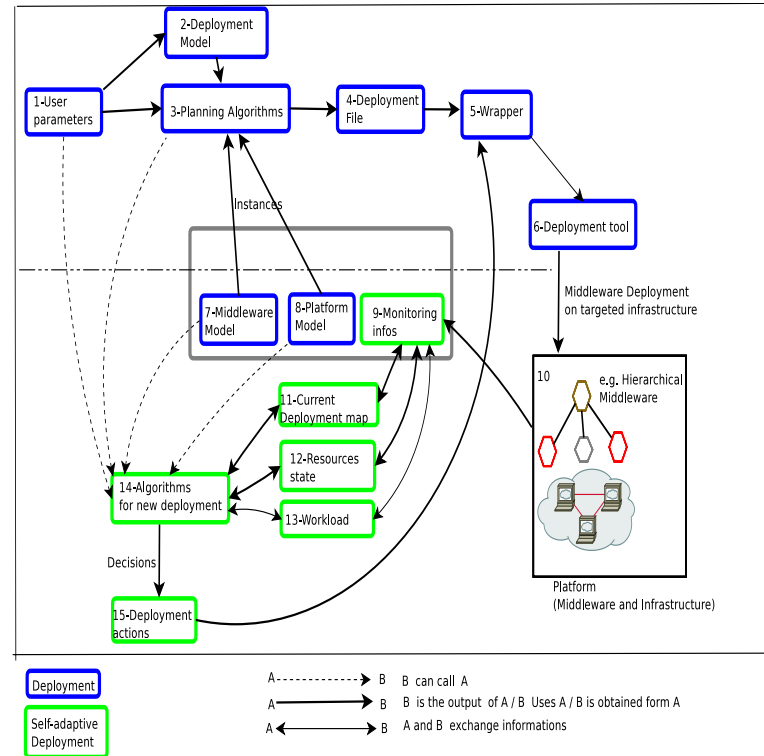 2-Deployment
Model
1-User
parameters
3-Planning Algorithms
4-Deployment
File
5-Wrapper
Instances
6-Deployment tool
7-Middleware
Model
8-Platform
Model
9-Monitoring
infos
Middleware Deployment
on targeted infrastructure
10
e.g. Hierarchical
Middleware
11-Current
Deployment map
12-Resources
state
13-Workload
14-Algorithms
for new deployment
Decisions
15-Deployment
actions
Platform
(Middleware and Infrastructure)
Deployment
Self-adaptive
Deployment
A B B can call A
A B B is the output of A / B Uses A / B is obtained form A
A B A and B exchange informations